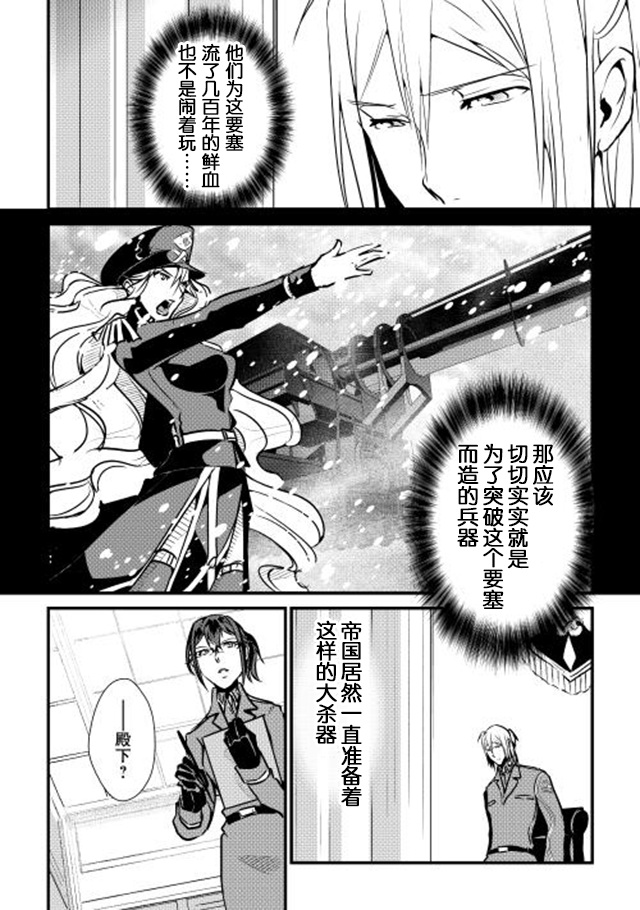 他们为这要塞
流了几百年的鲜血
也不是闹着玩……
那应该
切切实实就是
为了突破这个要塞
而造的兵器
帝国居然一直准备着
这样的大杀器
——殿下？